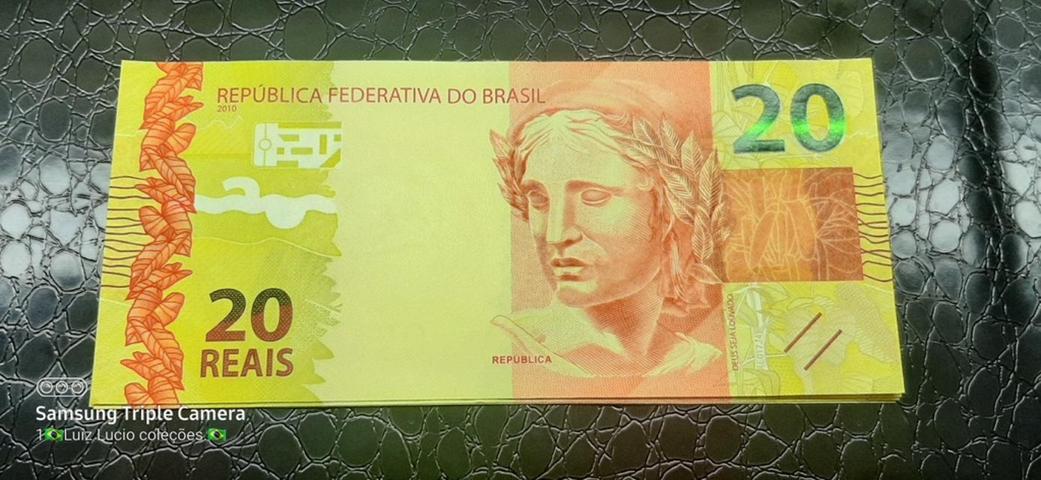 REPÚBLICA FEDERATIVA DO BRASIL
2010
20
20
REAIS
REPÚBLICA
DEUS SEJA LOUVADO
Samsung Triple Camera
1🇧🇷Luiz Lucio coleções 🇧🇷